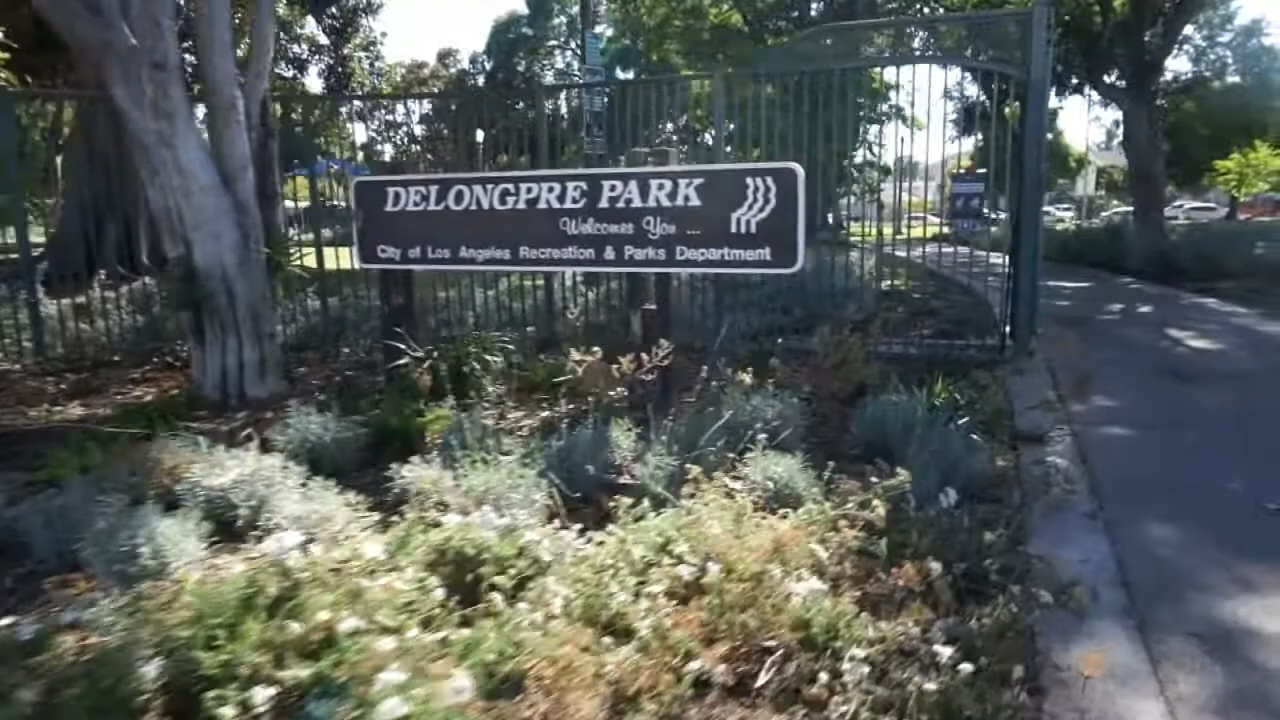 DELONGPRE PARK
Welcomes You ...
City of Los Angeles Recreation & Parks Department